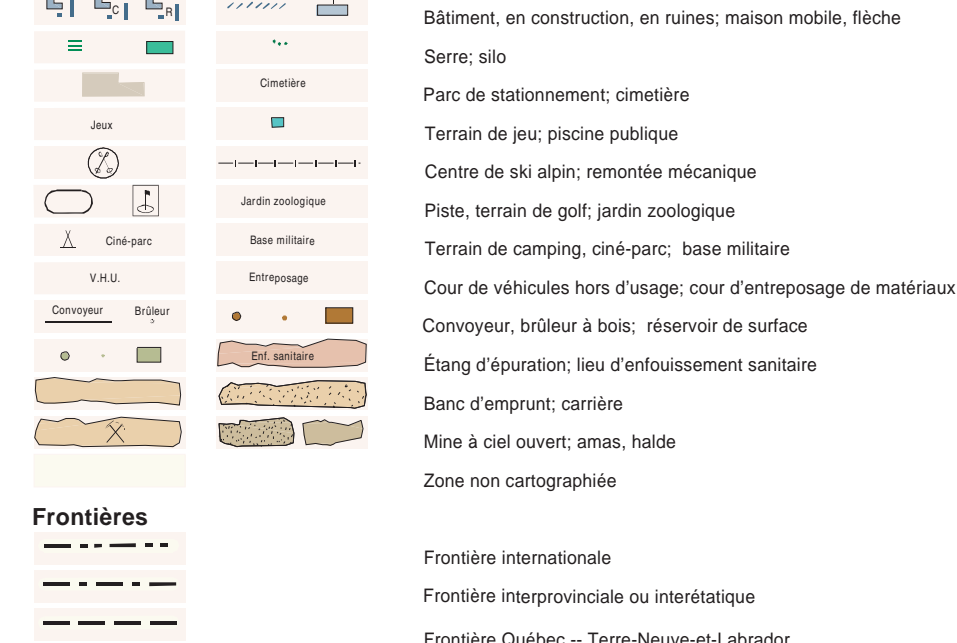 C R Bâtiment, en construction, en ruines; maison mobile, flèche
Serre; silo
Cimetière Parc de stationnement; cimetière
Jeux Terrain de jeu; piscine publique
Centre de ski alpin; remontée mécanique
Jardin zoologique Piste, terrain de golf; jardin zoologique
Ciné-parc Base militaire Terrain de camping, ciné-parc; base militaire
V.H.U. Entreposage Cour de véhicules hors d’usage; cour d’entreposage de matériaux
Convoyeur Brûleur Convoyeur, brûleur à bois; réservoir de surface
Enf. sanitaire Étang d’épuration; lieu d’enfouissement sanitaire
Banc d’emprunt; carrière
Mine à ciel ouvert; amas, halde
Zone non cartographiée
Frontières
Frontière internationale
Frontière interprovinciale ou interétatique
Frontière Québec -- Terre-Neuve-et-Labrador